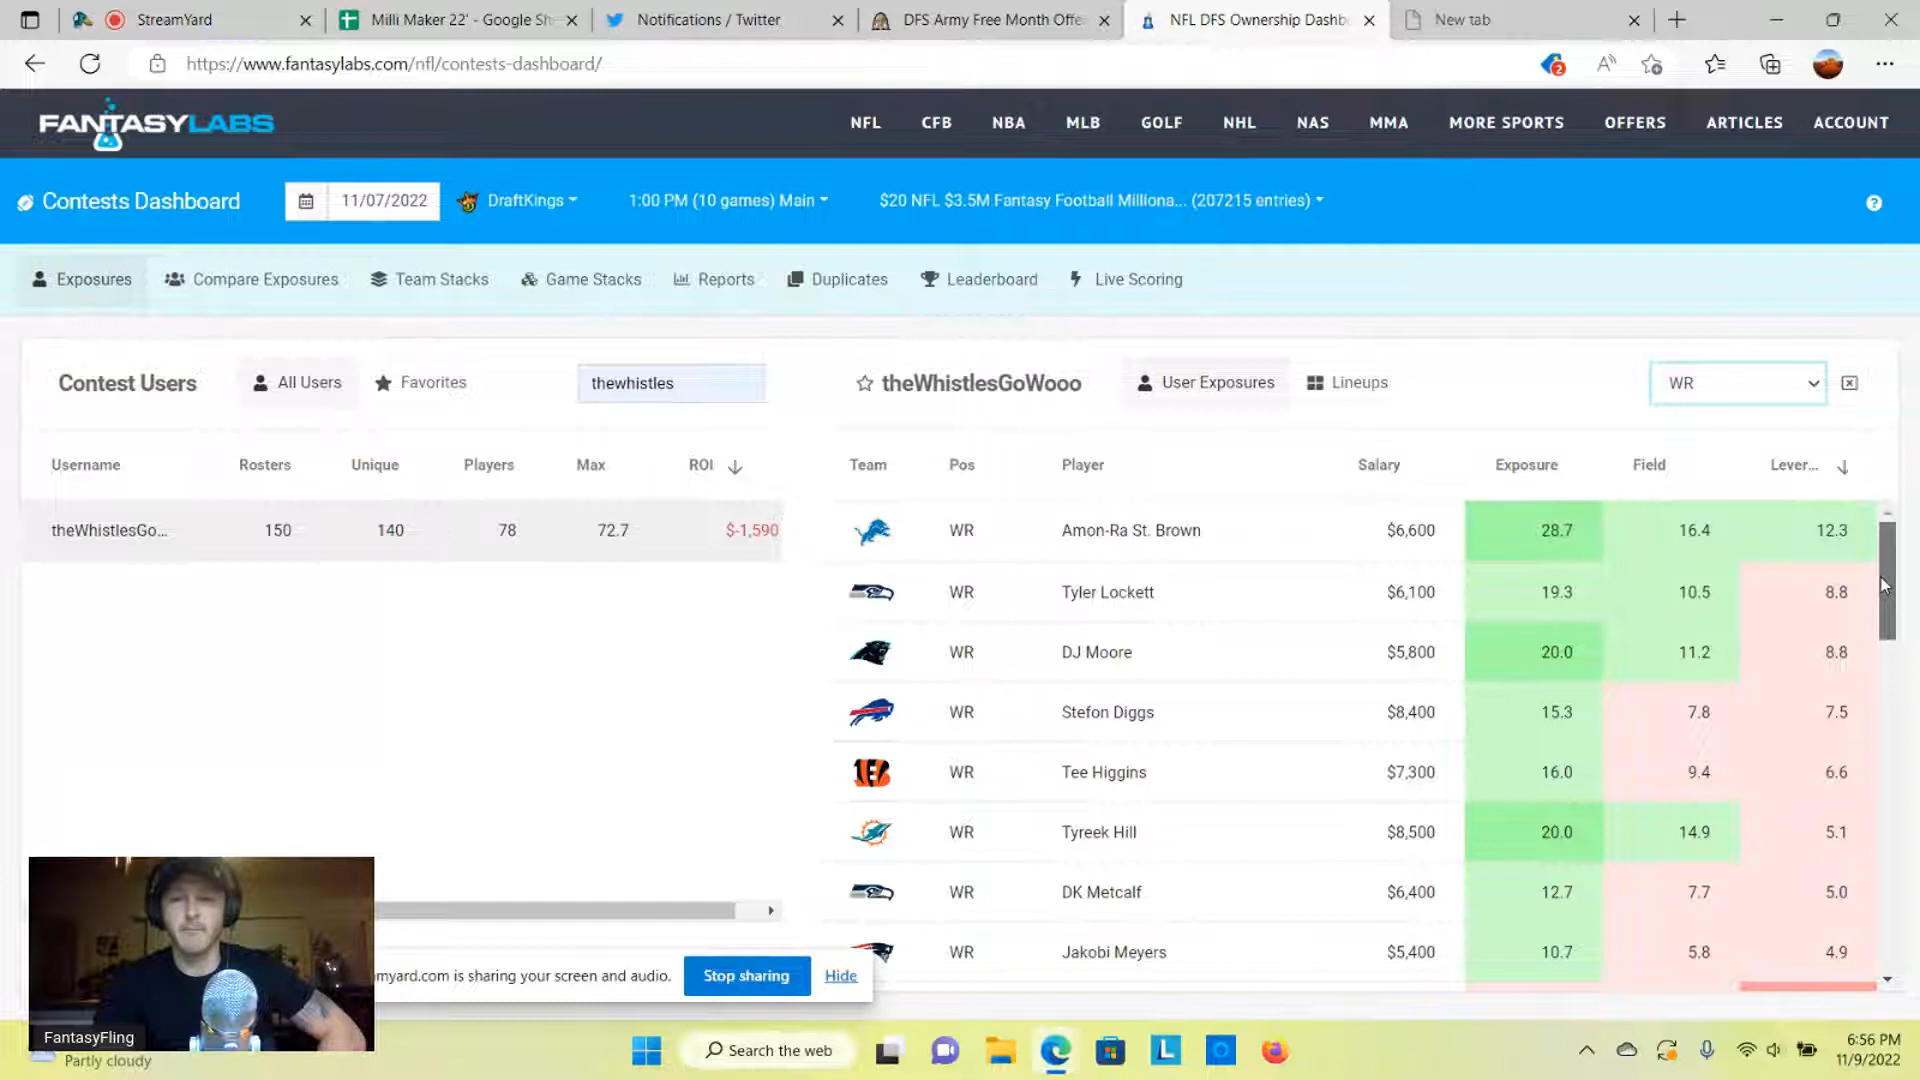 StreamYard
Milli Maker 22' - Google She
Notifications / Twitter
DFS Army Free Month Offe
NFL DFS Ownership Dashb
New tab
https://www.fantasylabs.com/nfl/contests-dashboard/
2
FANTASYLABS
NFL CFB NBA MLB GOLF NHL NAS MMA MORE SPORTS OFFERS ARTICLES ACCOUNT
Contests Dashboard
11/07/2022
DraftKings
1:00 PM (10 games) Main
$20 NFL $3.5M Fantasy Football Milliona... (207215 entries)
?
Exposures
Compare Exposures
Team Stacks
Game Stacks
Reports
Duplicates
Leaderboard
Live Scoring
Contest Users
All Users
Favorites
thewhistles
theWhistlesGoWooo
User Exposures
Lineups
WR
Username Rosters Unique Players Max ROI
theWhistlesGo... 150 140 78 72.7 $-1,590
Team Pos Player Salary Exposure Field Lever...
WR Amon-Ra St. Brown $6,600 28.7 16.4 12.3
WR Tyler Lockett $6,100 19.3 10.5 8.8
WR DJ Moore $5,800 20.0 11.2 8.8
WR Stefon Diggs $8,400 15.3 7.8 7.5
WR Tee Higgins $7,300 16.0 9.4 6.6
WR Tyreek Hill $8,500 20.0 14.9 5.1
WR DK Metcalf $6,400 12.7 7.7 5.0
WR Jakobi Meyers $5,400 10.7 5.8 4.9
myard.com is sharing your screen and audio.
Stop sharing
Hide
FantasyFling
Partly cloudy
Search the web
L
6:56 PM
11/9/2022